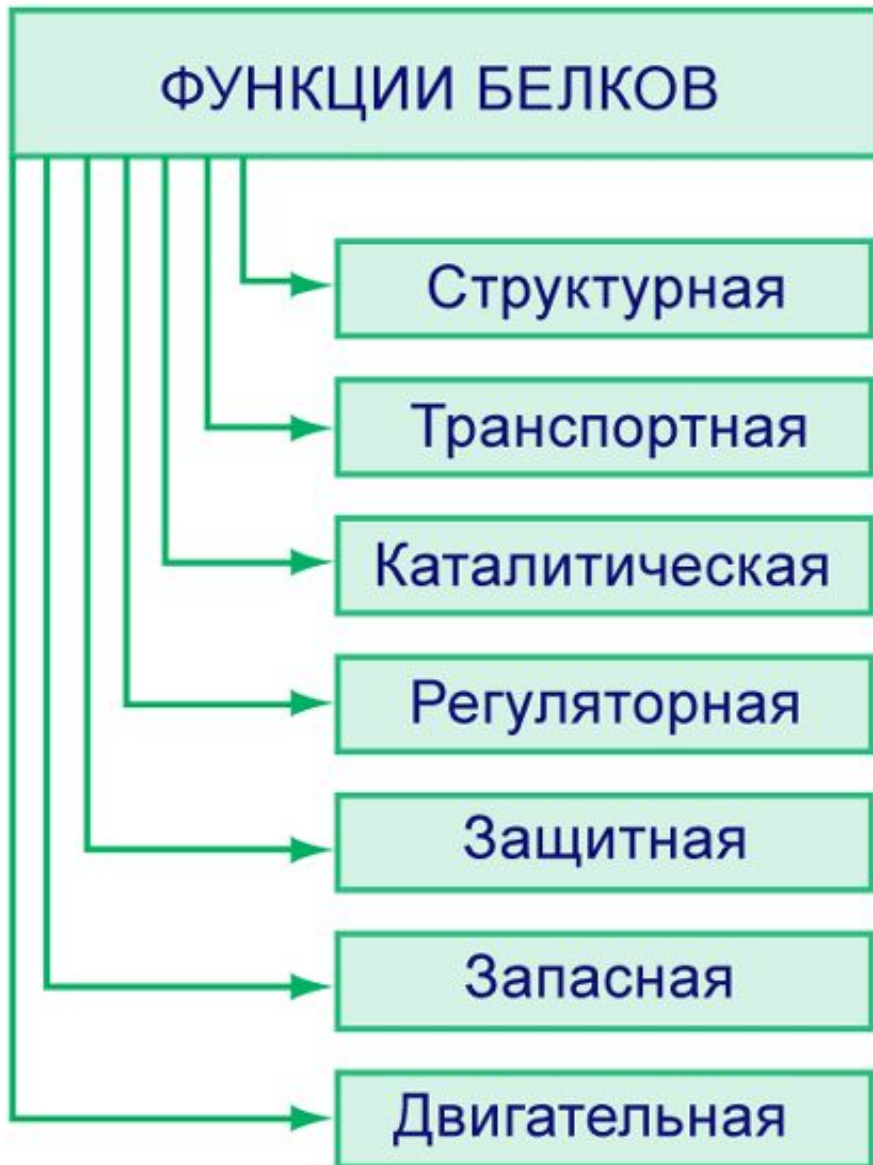 ФУНКЦИИ БЕЛКОВ
Структурная
Транспортная
Каталитическая
Регуляторная
Защитная
Запасная
Двигательная